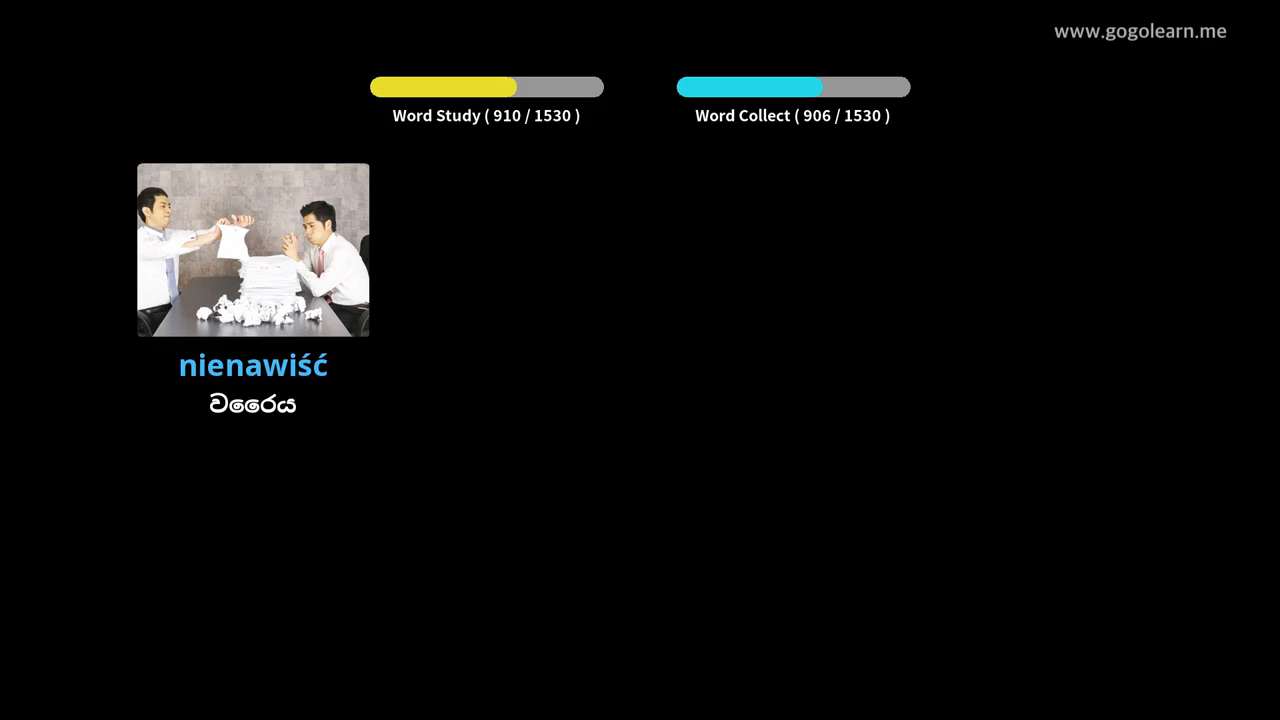 www.gogolearn.me
Word Study ( 910 / 1530 )
Word Collect ( 906 / 1530 )
nienawiść
වෛරය